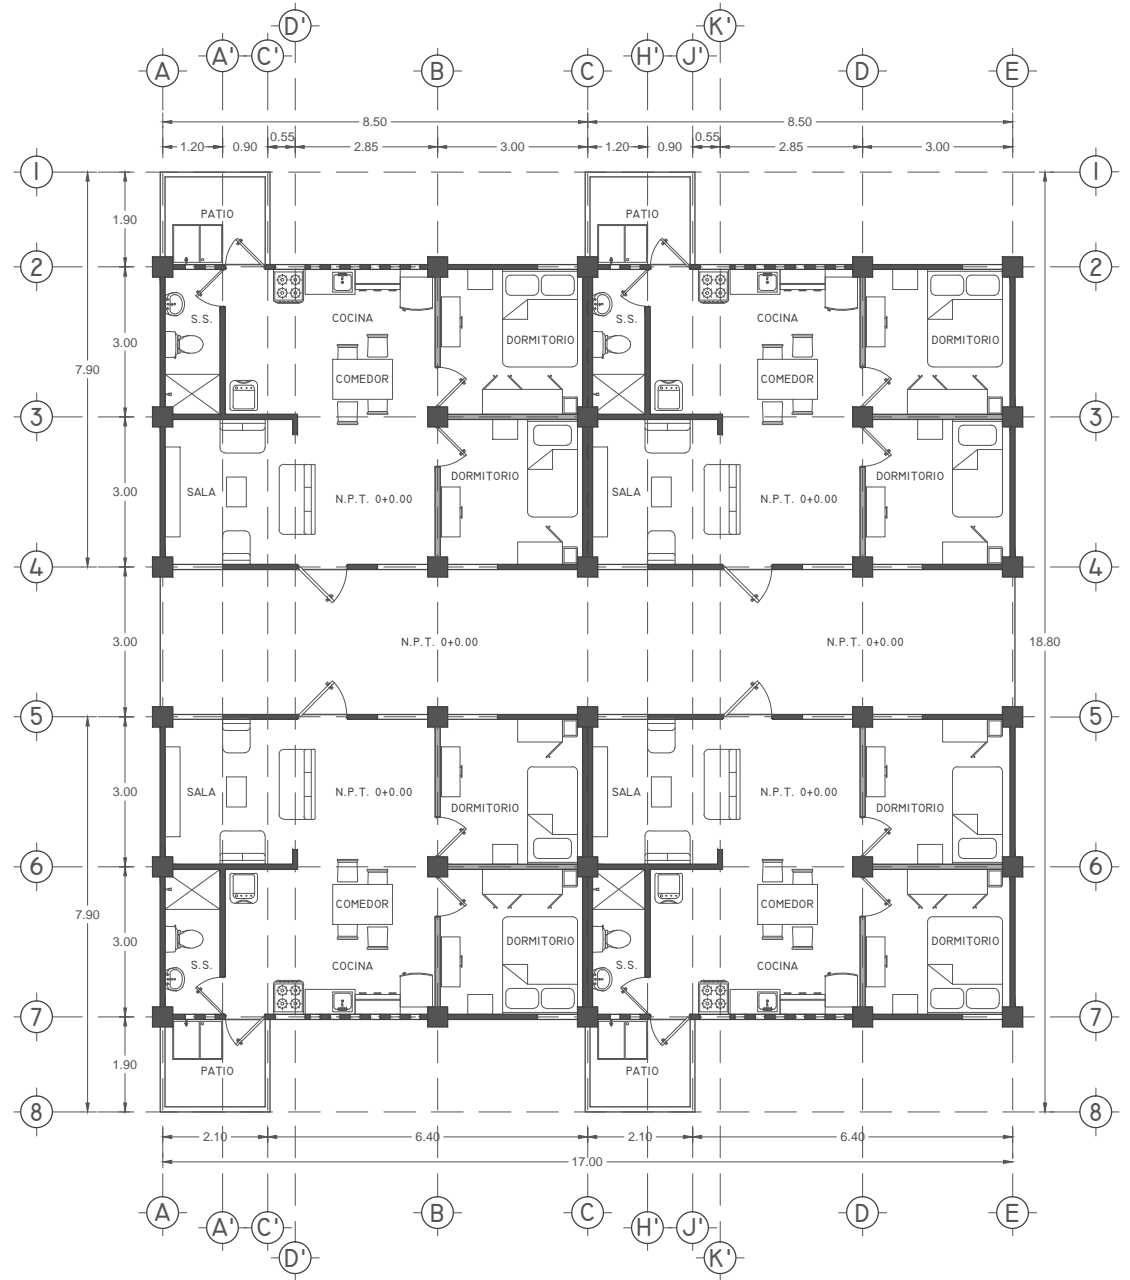 D' K'
A' C' H' J'
A B C D E
8.50 8.50
0.55 0.55
1.20 0.90 2.85 3.00 1.20 0.90 2.85 3.00
1 1
1.90
PATIO PATIO
2 2
S.S. COCINA S.S. COCINA
3.00
DORMITORIO DORMITORIO
7.90
COMEDOR COMEDOR
3 3
DORMITORIO DORMITORIO
3.00 SALA N.P.T. 0+0.00 SALA N.P.T. 0+0.00
4 4
3.00 N.P.T. 0+0.00 N.P.T. 0+0.00 18.80
5 5
3.00 SALA N.P.T. 0+0.00 SALA N.P.T. 0+0.00
DORMITORIO DORMITORIO
6 6
COMEDOR COMEDOR
7.90
3.00 DORMITORIO DORMITORIO
S.S. COCINA S.S. COCINA
7 7
1.90
PATIO PATIO
8 8
2.10 6.40 2.10 6.40
17.00
A B C D E
A' C' H' J'
D' K'